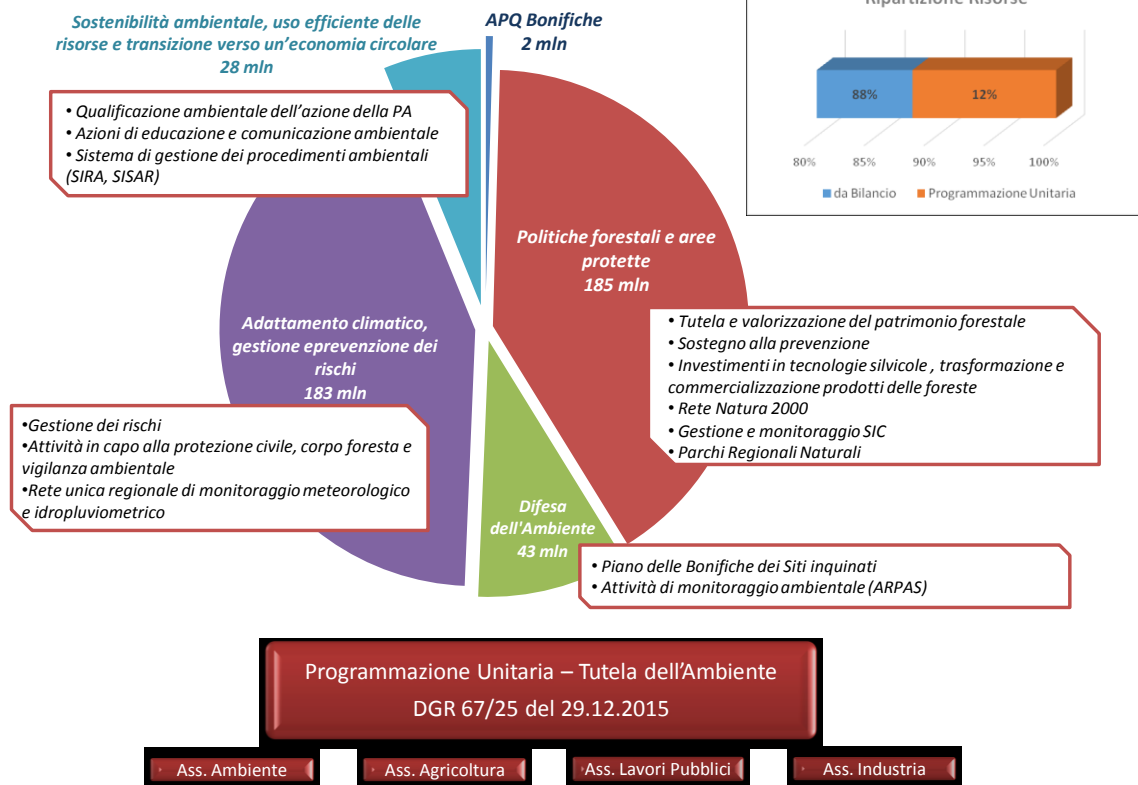 Sostenibilità ambientale, uso efficiente delle
risorse e transizione verso un'economia circolare
28 mln
APQ Bonifiche
2 mln
Ripartizione Risorse
88%
12%
80%
85%
90%
95%
100%
da Bilancio
Programmazione Unitaria
• Qualificazione ambientale dell'azione della PA
• Azioni di educazione e comunicazione ambientale
• Sistema di gestione dei procedimenti ambientali
(SIRA, SISAR)
Politiche forestali e aree
protette
185 mln
• Tutela e valorizzazione del patrimonio forestale
• Sostegno alla prevenzione
• Investimenti in tecnologie silvicole , trasformazione e
commercializzazione prodotti delle foreste
• Rete Natura 2000
• Gestione e monitoraggio SIC
• Parchi Regionali Naturali
Adattamento climatico,
gestione eprevenzione dei
rischi
183 mln
•Gestione dei rischi
•Attività in capo alla protezione civile, corpo foresta e
vigilanza ambientale
•Rete unica regionale di monitoraggio meteorologico
e idropluviometrico
Difesa
dell'Ambiente
43 mln
• Piano delle Bonifiche dei Siti inquinati
• Attività di monitoraggio ambientale (ARPAS)
Programmazione Unitaria – Tutela dell'Ambiente
DGR 67/25 del 29.12.2015
Ass. Ambiente
Ass. Agricoltura
Ass. Lavori Pubblici
Ass. Industria